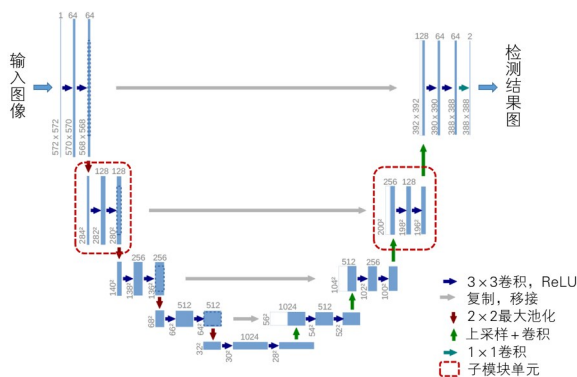 1 64 64
128 64 64 2
输入图像
检测结果图
572 x 572
570 x 570
568 x 568
392 x 392
390 x 390
388 x 388
388 x 388
128 128
256 128
284²
282²
280²
200²
198²
196²
256 256
512 256
140²
138²
136²
104²
102²
100²
512 512
1024 512
68²
66²
64²
56²
54²
52²
1024
32²
30²
28²
3×3卷积，ReLU
复制，移接
2×2最大池化
上采样+卷积
1×1卷积
子模块单元